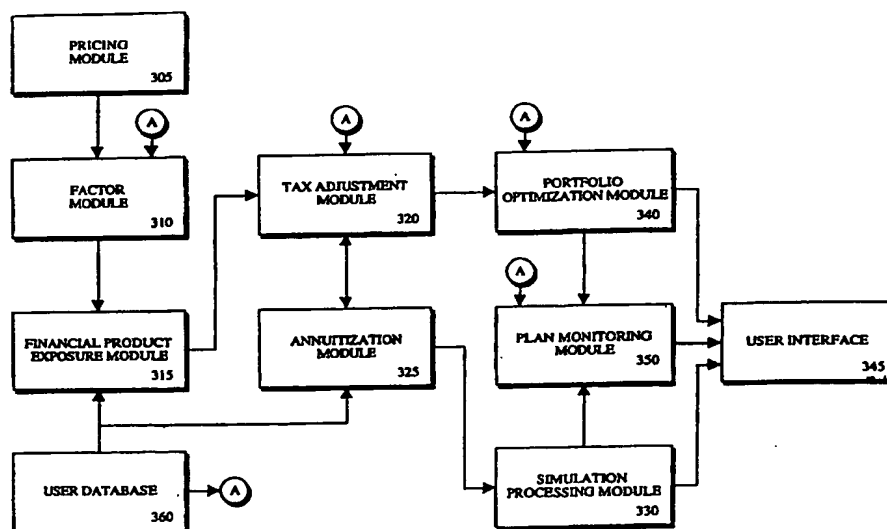 PRICING
MODULE
305
A
FACTOR
MODULE
310
A
TAX ADJUSTMENT
MODULE
320
A
PORTFOLIO
OPTIMIZATION MODULE
340
FINANCIAL PRODUCT
EXPOSURE MODULE
315
ANNUITIZATION
MODULE
325
A
PLAN MONITORING
MODULE
350
USER INTERFACE
345
USER DATABASE
360
A
SIMULATION
PROCESSING MODULE
330